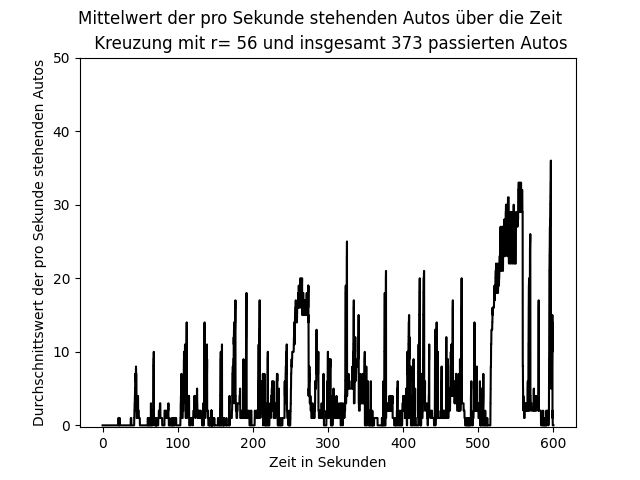 Mittelwert der pro Sekunde stehenden Autos über die Zeit
Kreuzung mit r= 56 und insgesamt 373 passierten Autos
Durchschnittswert der pro Sekunde stehenden Autos
50
40
30
20
10
0
0 100 200 300 400 500 600
Zeit in Sekunden